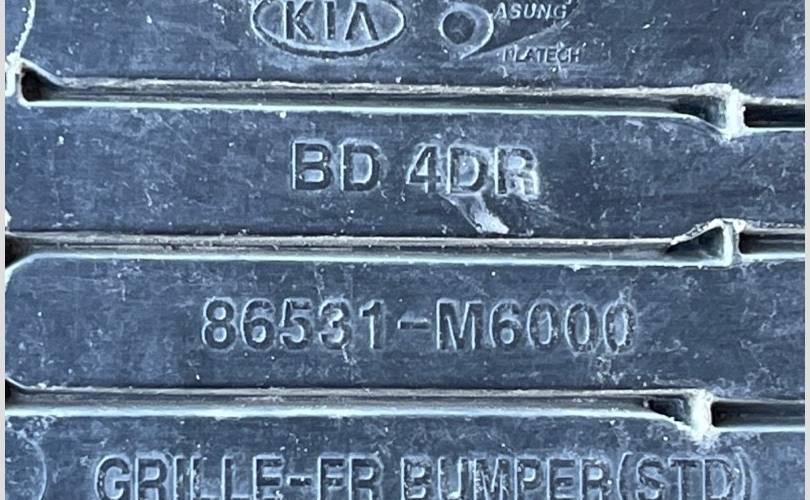 KIA
ASUNG
PLATECH
BD 4DR
86531-M6000
GRILLE-FR BUMPER(STD)